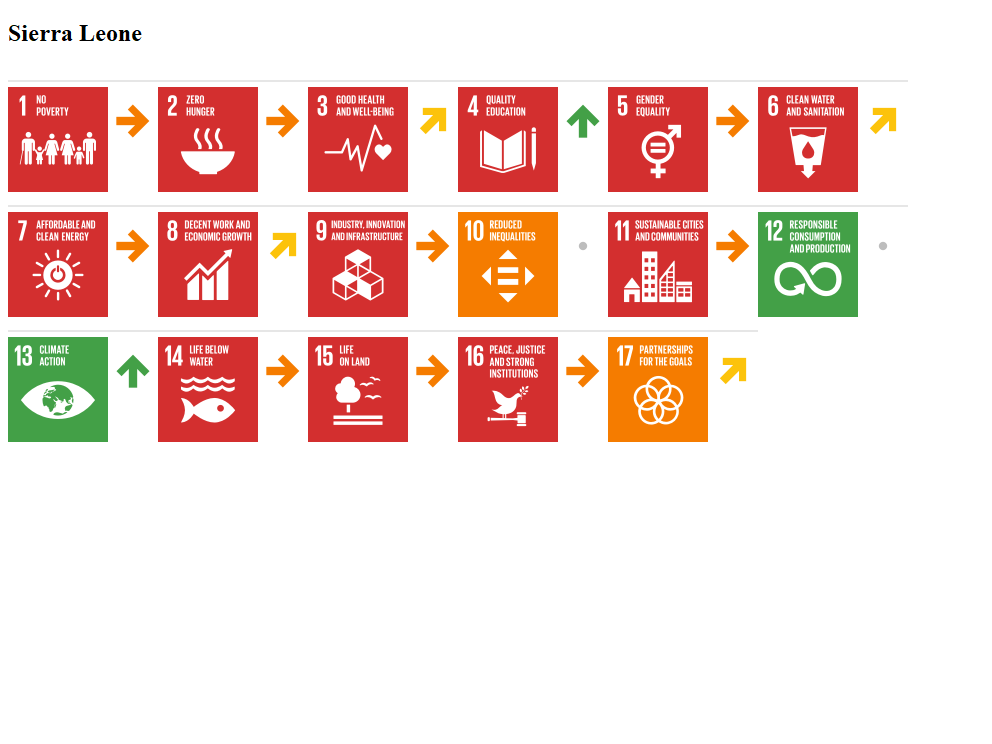 Sierra Leone
1 NO
POVERTY
2 ZERO
HUNGER
3 GOOD HEALTH
AND WELL-BEING
4 QUALITY
EDUCATION
5 GENDER
EQUALITY
6 CLEAN WATER
AND SANITATION
7 AFFORDABLE AND
CLEAN ENERGY
8 DECENT WORK AND
ECONOMIC GROWTH
9 INDUSTRY, INNOVATION
AND INFRASTRUCTURE
10 REDUCED
INEQUALITIES
11 SUSTAINABLE CITIES
AND COMMUNITIES
12 RESPONSIBLE
CONSUMPTION
AND PRODUCTION
13 CLIMATE
ACTION
14 LIFE BELOW
WATER
15 LIFE
ON LAND
16 PEACE, JUSTICE
AND STRONG
INSTITUTIONS
17 PARTNERSHIPS
FOR THE GOALS